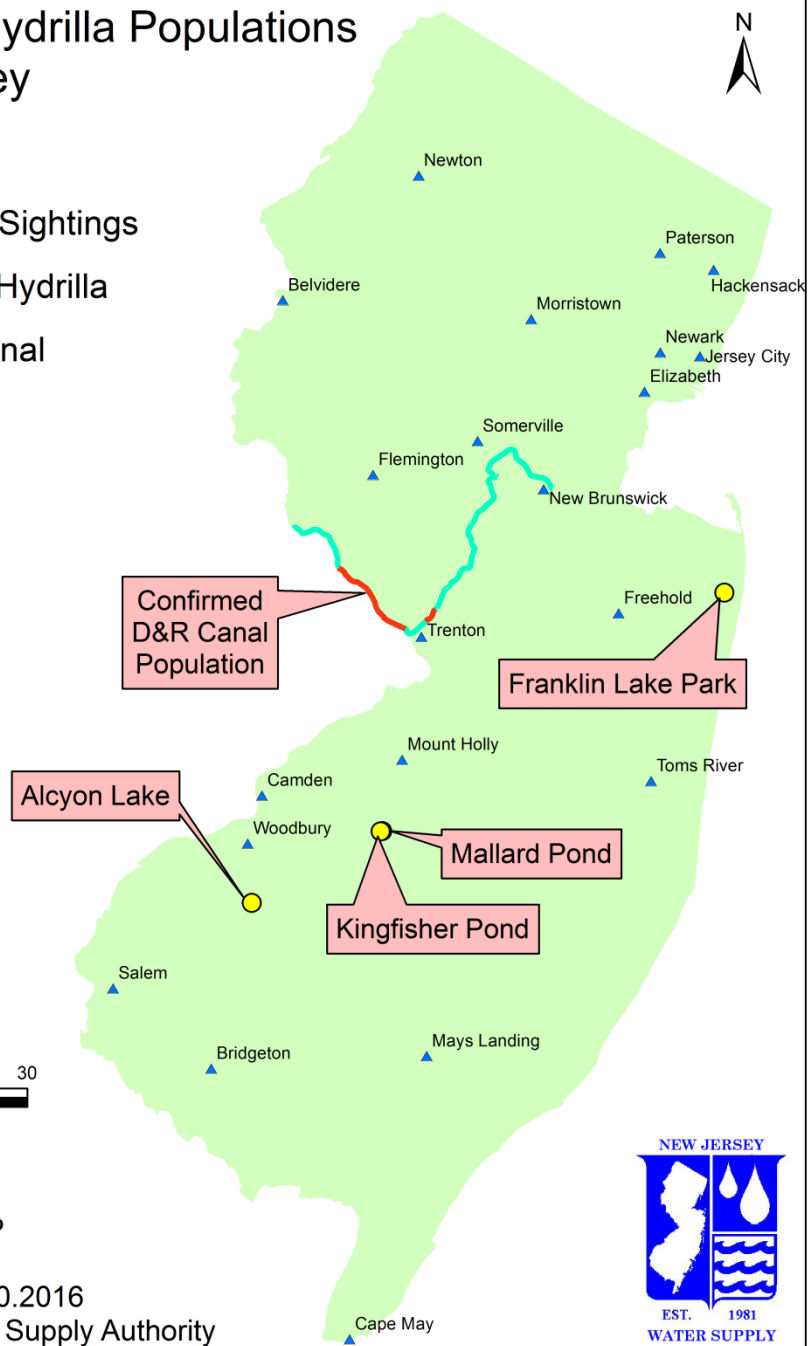 ydrilla Populations
ey
N
Sightings
Hydrilla
nal
Newton
Paterson
Hackensack
Belvidere
Morristown
Newark
Jersey City
Elizabeth
Somerville
Flemington
New Brunswick
Confirmed
D&R Canal
Population
Freehold
Trenton
Franklin Lake Park
Mount Holly
Toms River
Camden
Alcyon Lake
Woodbury
Mallard Pond
Kingfisher Pond
Salem
Mays Landing
Bridgeton
30
NEW JERSEY
EST. 1981
WATER SUPPLY
0.2016
Supply Authority
Cape May